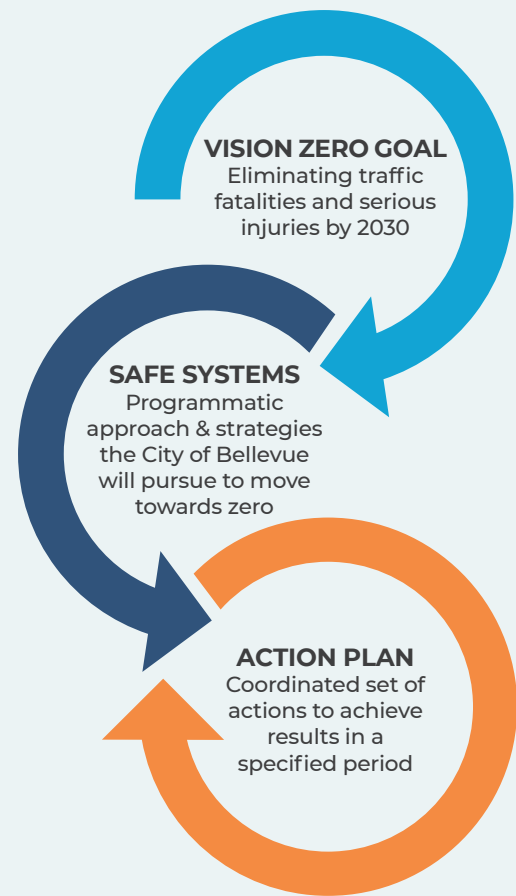 VISION ZERO GOAL
Eliminating traffic
fatalities and serious
injuries by 2030
SAFE SYSTEMS
Programmatic
approach & strategies
the City of Bellevue
will pursue to move
towards zero
ACTION PLAN
Coordinated set of
actions to achieve
results in a
specified period